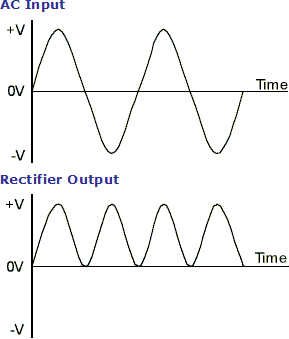 AC Input
+V
0V
Time
-V
Rectifier Output
+V
0V
Time
-V